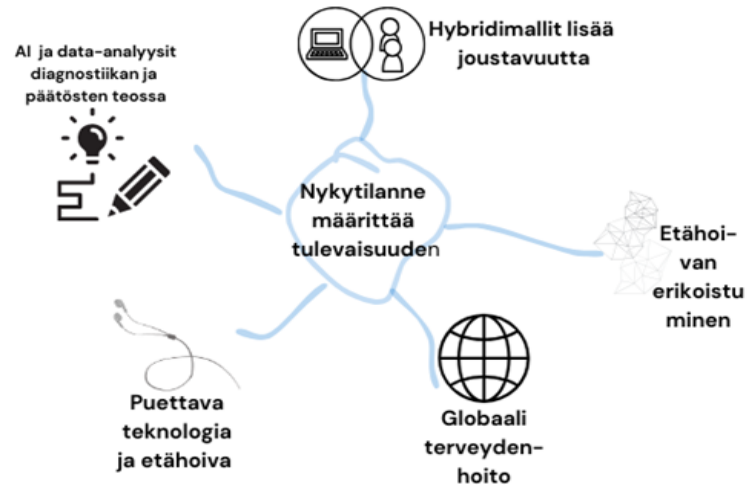 AI ja data-analyysit
diagnostiikan ja
päätösten teossa
Hybridimallit lisää
joustavuutta
Nykytilanne
määrittää
tulevaisuuden
Etähoi-
van
erikoistu
minen
Puettava
teknologia
ja etähoiva
Globaali
terveyden-
hoito